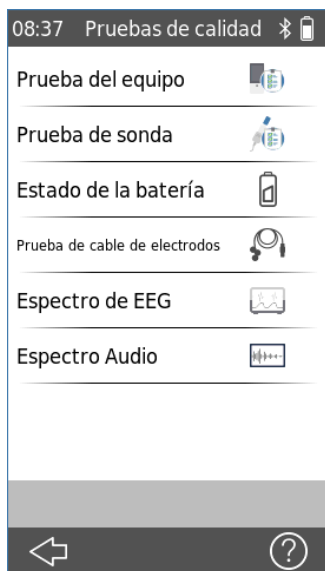 08:37 Pruebas de calidad
Prueba del equipo
Prueba de sonda
Estado de la batería
Prueba de cable de electrodos
Espectro de EEG
Espectro Audio
?